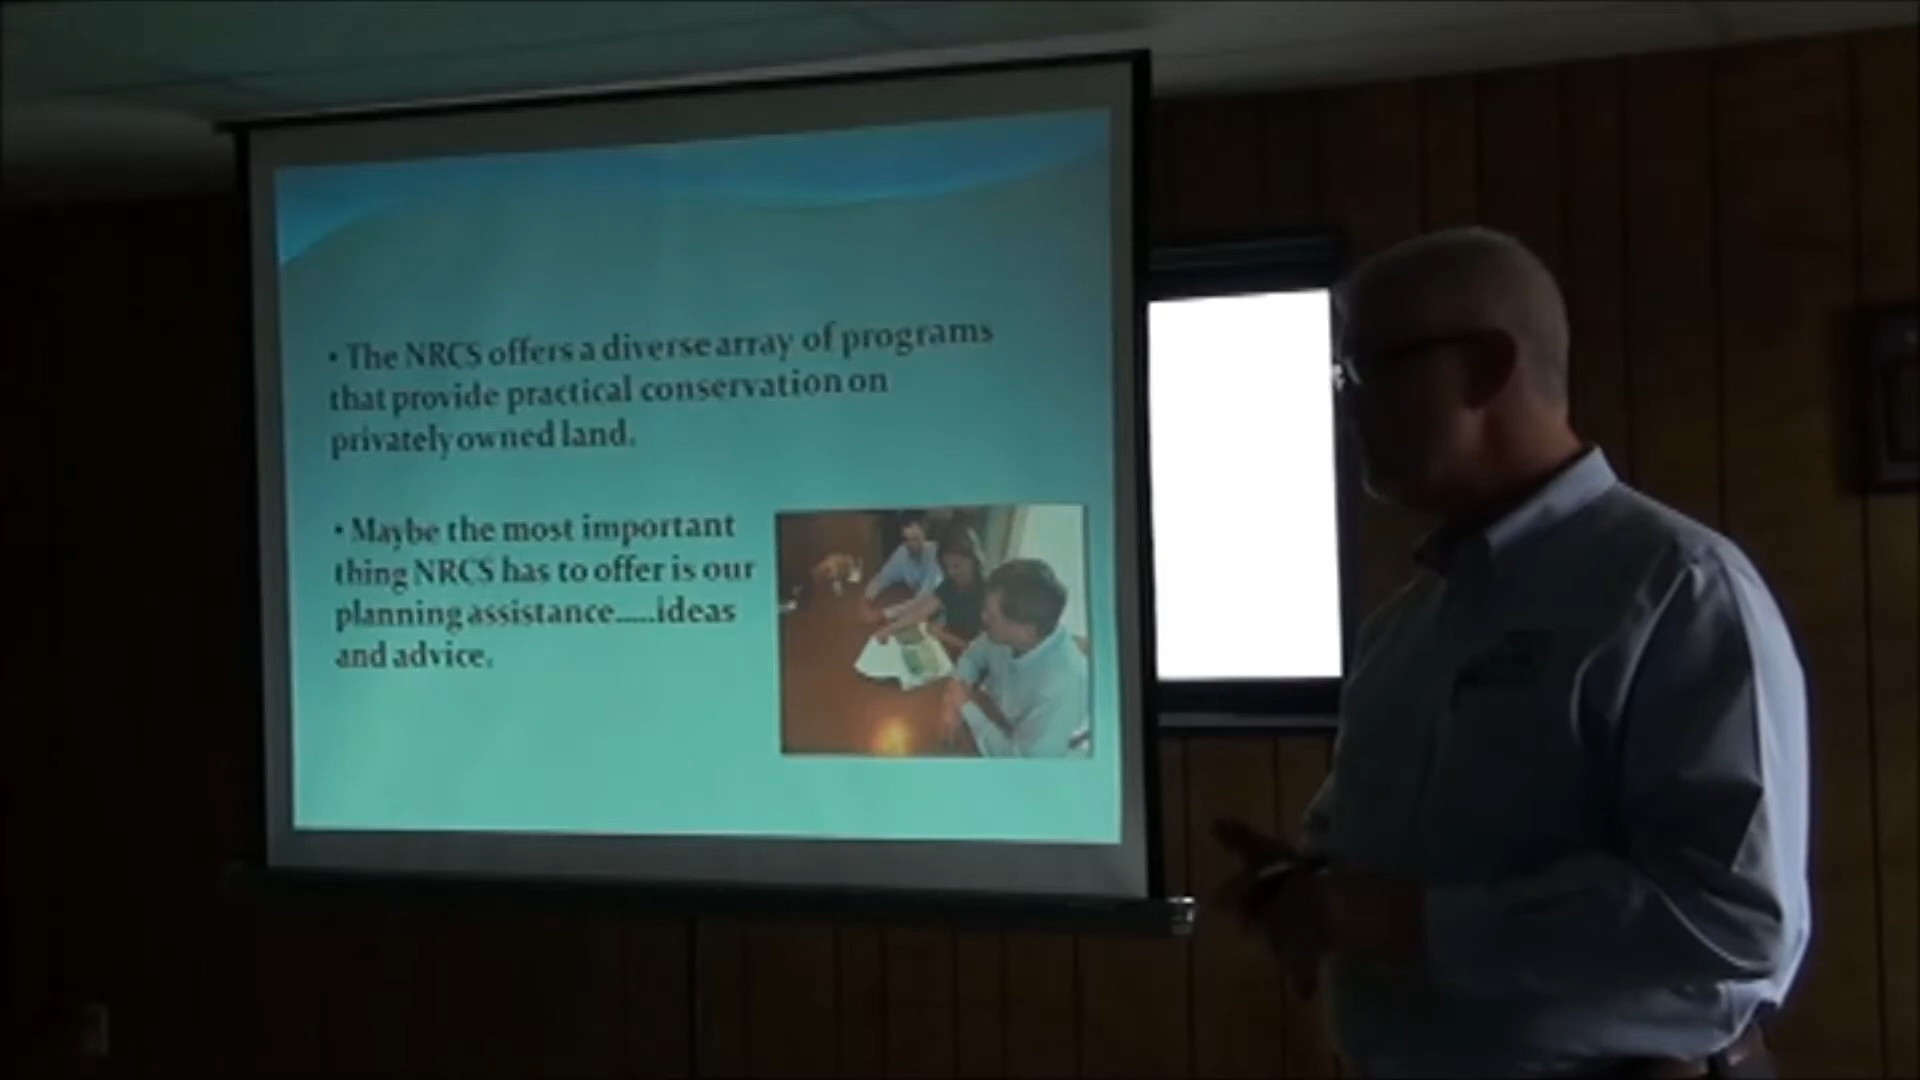 • The NRCS offers a diverse array of programs
that provide practical conservation on
privately owned land.
• Maybe the most important
thing NRCS has to offer is our
planning assistance.....ideas
and advice.